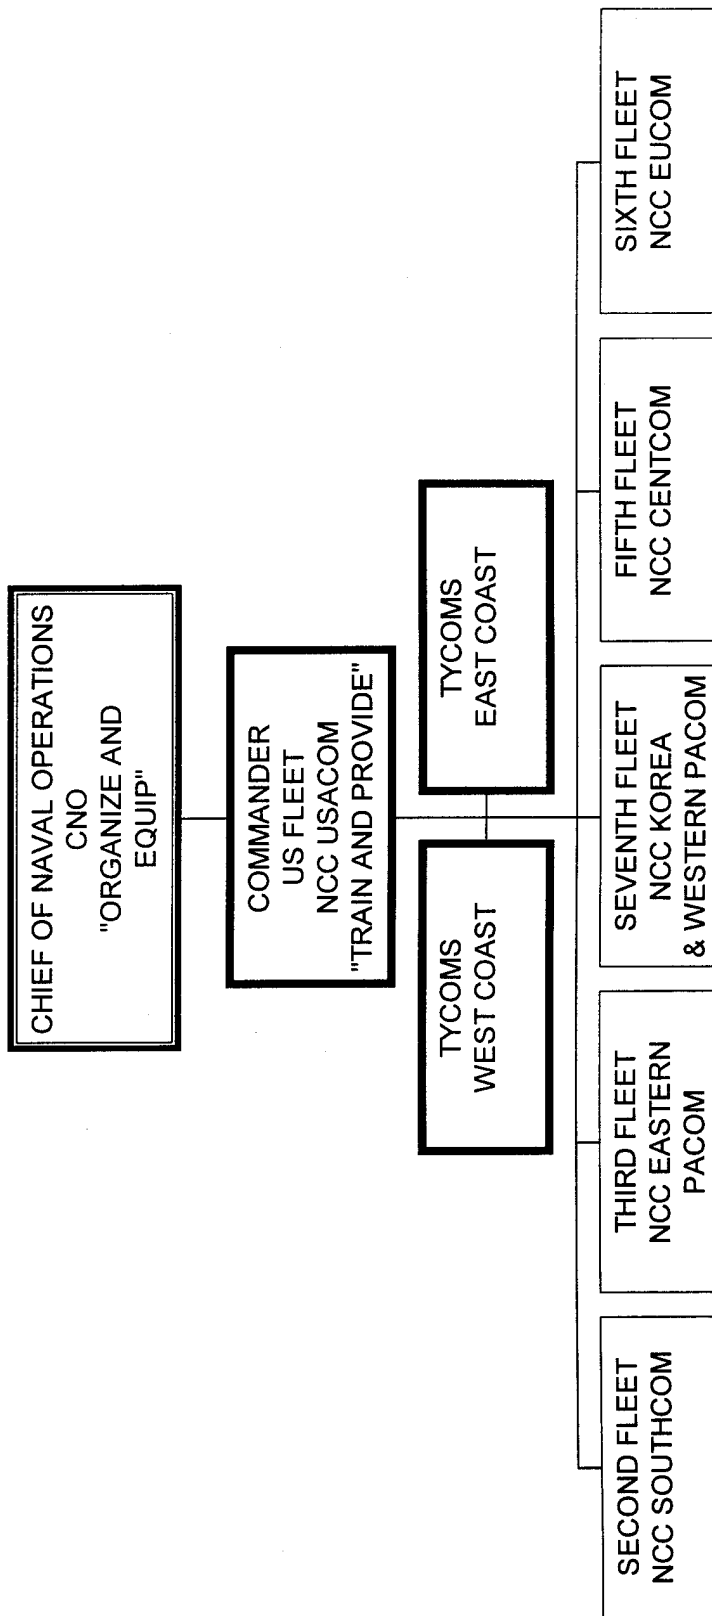 CHIEF OF NAVAL OPERATIONS
CNO
"ORGANIZE AND
EQUIP"
COMMANDER
US FLEET
NCC USACOM
"TRAIN AND PROVIDE"
TYCOMS
WEST COAST
TYCOMS
EAST COAST
SECOND FLEET
NCC SOUTHCOM
THIRD FLEET
NCC EASTERN
PACOM
SEVENTH FLEET
NCC KOREA
& WESTERN PACOM
FIFTH FLEET
NCC CENTCOM
SIXTH FLEET
NCC EUCOM